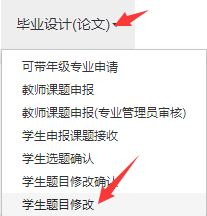 毕业设计(论文)
可带年级专业申请
教师课题申报
教师课题申报(专业管理员审核)
学生申报课题接收
学生选题确认
学生题目修改确认
学生题目修改